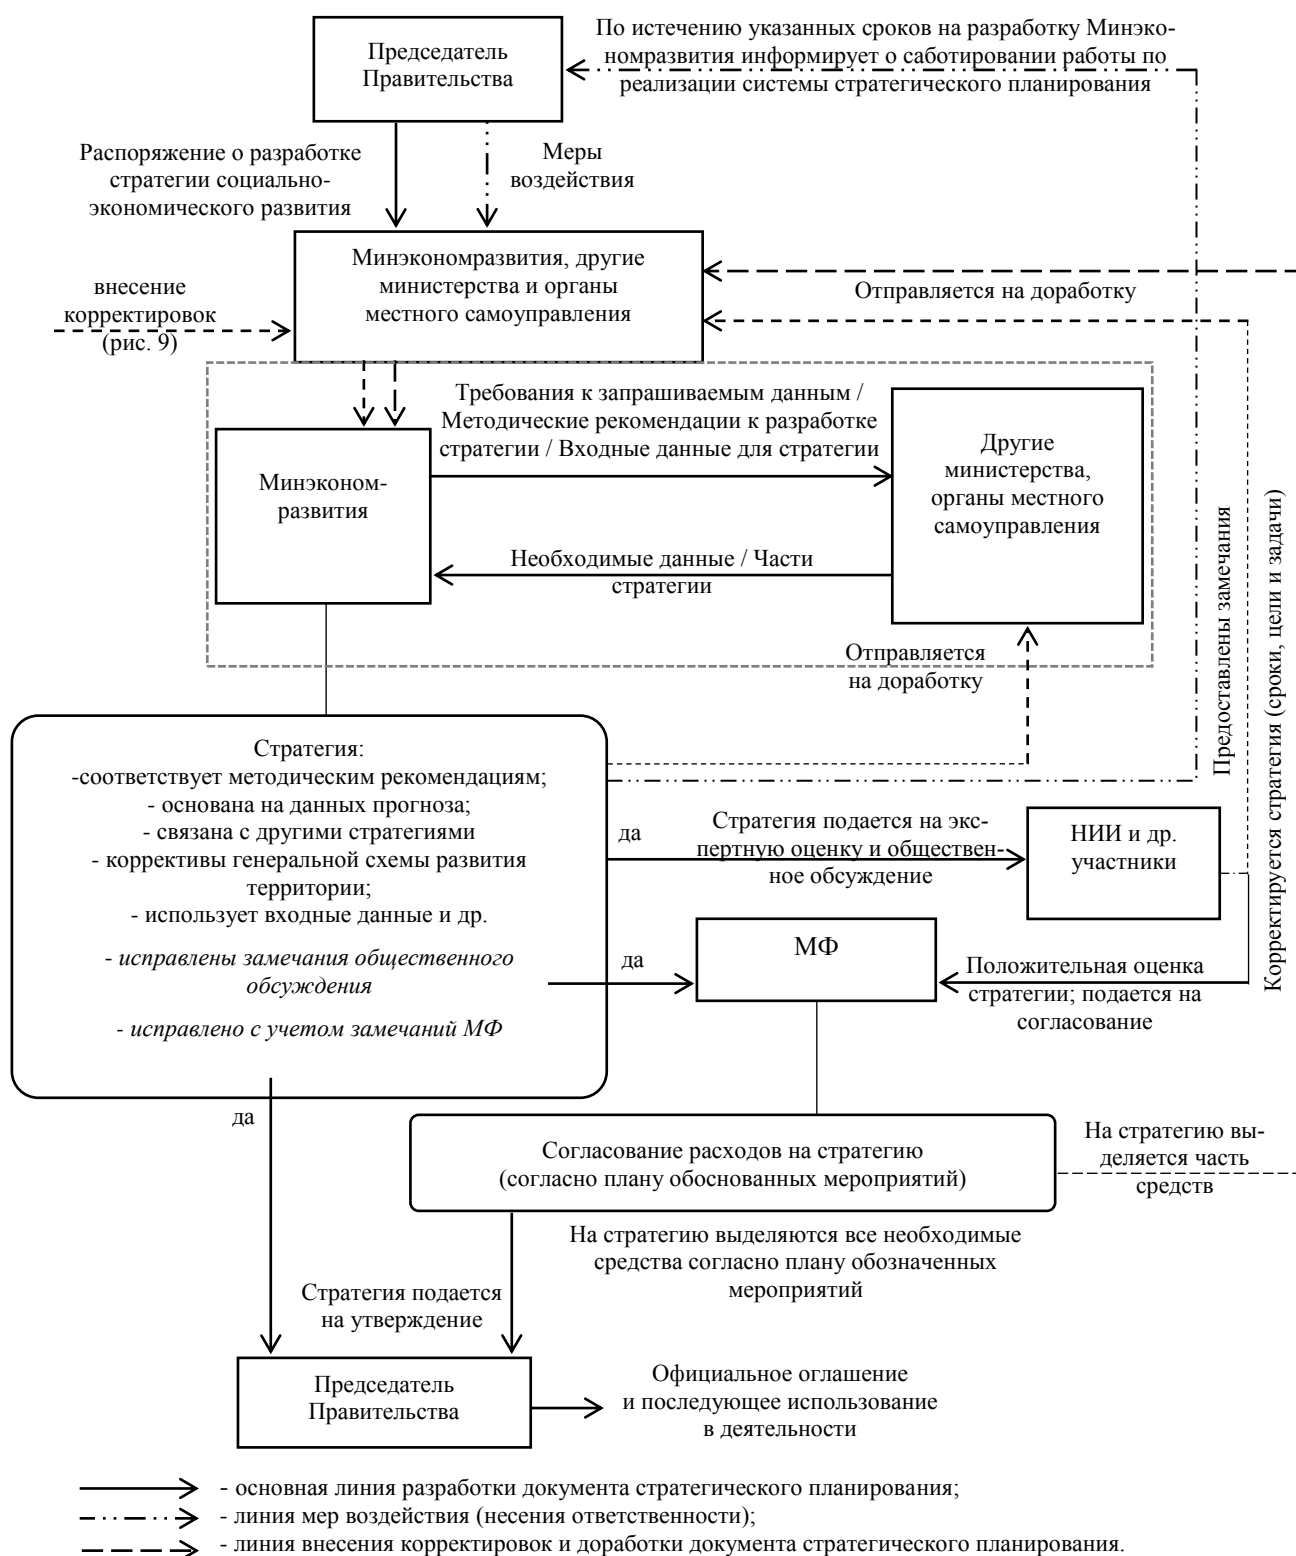 По истечению указанных сроков на разработку Минэко-
номразвития информирует о саботировании работы по
реализации системы стратегического планирования
Председатель
Правительства
Распоряжение о разработке
стратегии социально-
экономического развития
Меры
воздействия
Минэкономразвития, другие
министерства и органы
местного самоуправления
внесение
корректировок
(рис. 9)
Отправляется на доработку
Требования к запрашиваемым данным /
Методические рекомендации к разработке
стратегии / Входные данные для стратегии
Минэконом-
развития
Другие
министерства,
органы местного
самоуправления
Необходимые данные / Части
стратегии
Отправляется
на доработку
Предоставлены замечания
Корректируется стратегия (сроки, цели и задачи)
Стратегия:
-соответствует методическим рекомендациям;
- основана на данных прогноза;
- связана с другими стратегиями
- коррективы генеральной схемы развития
территории;
- использует входные данные и др.
- исправлены замечания общественного
обсуждения
- исправлено с учетом замечаний МФ
да
Стратегия подается на экс-
пертную оценку и обществен-
ное обсуждение
НИИ и др.
участники
да
МФ
Положительная оценка
стратегии; подается на
согласование
да
Согласование расходов на стратегию
(согласно плану обоснованных мероприятий)
На стратегию вы-
деляется часть
средств
На стратегию выделяются все необходимые
средства согласно плану обозначенных
мероприятий
Стратегия подается
на утверждение
Председатель
Правительства
Официальное оглашение
и последующее использование
в деятельности
- основная линия разработки документа стратегического планирования;
- линия мер воздействия (несения ответственности);
- линия внесения корректировок и доработки документа стратегического планирования.